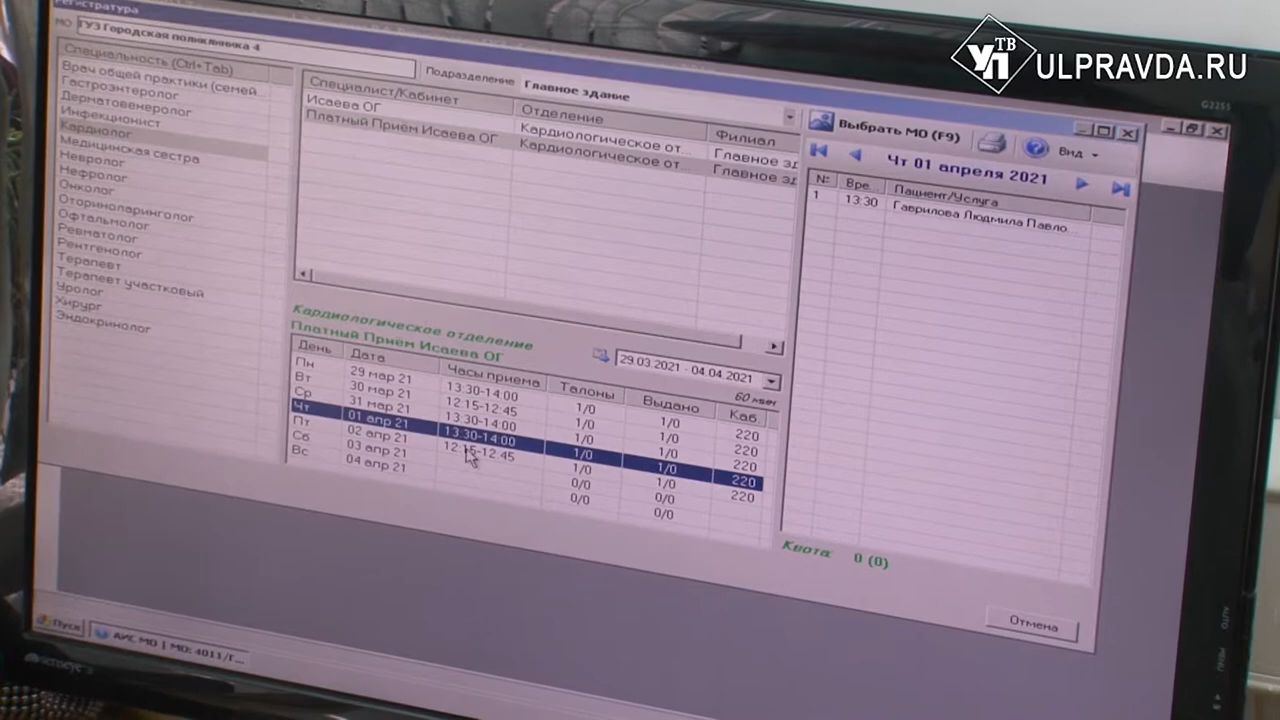 УП ТВ ULPRAVDA.RU
G2255
Регистратура
МО ГУЗ Городская поликлиника 4
Подразделение Главное здание
Специальность (Ctrl+Tab)
Врач общей практики (семей
Гастроэнтеролог
Дерматовенеролог
Инфекционист
Кардиолог
Медицинская сестра
Невролог
Нефролог
Онколог
Оториноларинголог
Офтальмолог
Ревматолог
Рентгенолог
Терапевт
Терапевт участковый
Уролог
Хирург
Эндокринолог
Специалист/Кабинет Отделение Филиал
Исаева ОГ Кардиологическое от... Главное зд
Платный Приём Исаева ОГ Кардиологическое от... Главное зд
Кардиологическое отделение
Платный Приём Исаева ОГ
29.03.2021 - 04.04.2021
День Дата Часы приема Талоны Выдано Каб.
Пн 29 мар 21 13:30-14:00 1/0 1/0 220
Вт 30 мар 21 12:15-12:45 1/0 1/0 220
Ср 31 мар 21 13:30-14:00 1/0 1/0 220
Чт 01 апр 21 13:30-14:00 1/0 1/0 220
Пт 02 апр 21 12:15-12:45 1/0 1/0 220
Сб 03 апр 21 0/0 0/0
Вс 04 апр 21 0/0 0/0
Выбрать МО (F9) Вид
Чт 01 апреля 2021
№ Вре... Пациент/Услуга
1 13:30 Гаврилова Людмила Павло...
Квота: 0 (0)
Отмена
Пуск АИС МО | МО: 4011/Г...
AUTO
MENU